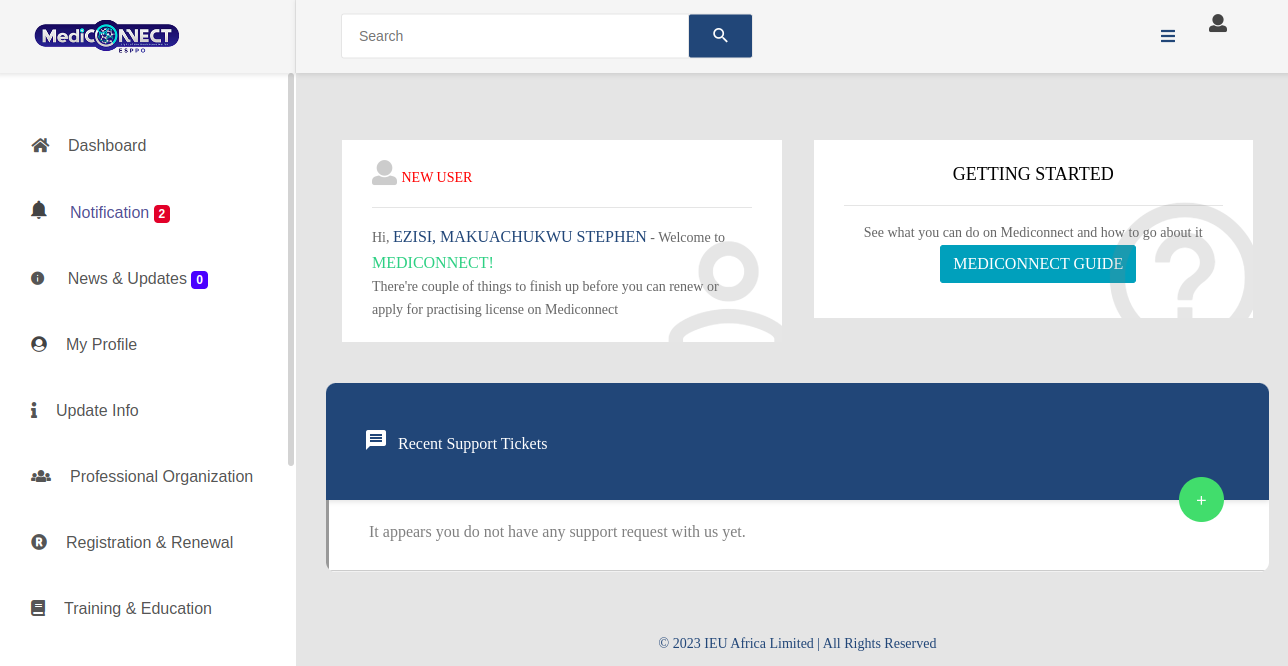 MediCONNECT
ESPPO
Search
Dashboard
Notification 2
News & Updates 0
My Profile
Update Info
Professional Organization
Registration & Renewal
Training & Education
NEW USER
Hi, EZISI, MAKUACHUKWU STEPHEN - Welcome to
MEDICONNECT!
There're couple of things to finish up before you can renew or
apply for practising license on Mediconnect
GETTING STARTED
See what you can do on Mediconnect and how to go about it
MEDICONNECT GUIDE
Recent Support Tickets
+
It appears you do not have any support request with us yet.
© 2023 IEU Africa Limited | All Rights Reserved